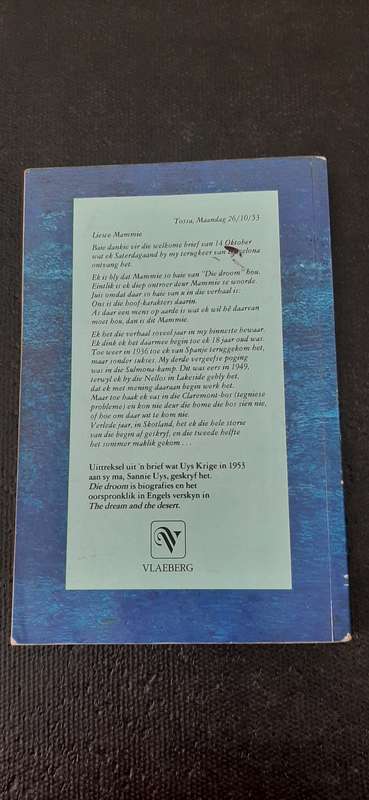 Tossa, Maandag 26/10/53
Liewe Mammie
Baie dankie vir die welkome brief van 14 Oktober
wat ek Saterdagaand by my terugkeer van Barcelona
ontvang het.
Ek is bly dat Mammie so baie van "Die droom" hou.
Eintlik is ek diep ontroer deur Mammie se woorde.
Juis omdat daar so baie van u in die verhaal is.
Ons is die hoof-karakters daarin.
As daar een mens op aarde is wat ek wil hê daarvan
moet hou, dan is dit Mammie.
Ek het die verhaal soveel jaar in my binneste bewaar.
Ek dink ek het daarmee begin toe ek 18 jaar oud was.
Toe weer in 1936 toe ek van Spanje teruggekom het,
maar sonder sukses. My derde vergeefse poging
was in die Sulmona-kamp. Dit was eers in 1949,
terwyl ek by die Nellos in Lakeside gebly het,
dat ek met mening daaraan begin werk het.
Maar toe haak ek vas in die Claremont-bos (tegniese
probleme) en kon nie deur die bome die bos sien nie,
of hoe om daar uit te kom nie.
Verlede jaar, in Skotland, het ek die hele storie
van die begin af geskryf, en die tweede helfte
het sommer maklik gekom . . .
Uittreksel uit 'n brief wat Uys Krige in 1953
aan sy ma, Sannie Uys, geskryf het.
Die droom is biografies en het
oorspronklik in Engels verskyn in
The dream and the desert.
VLAEBERG